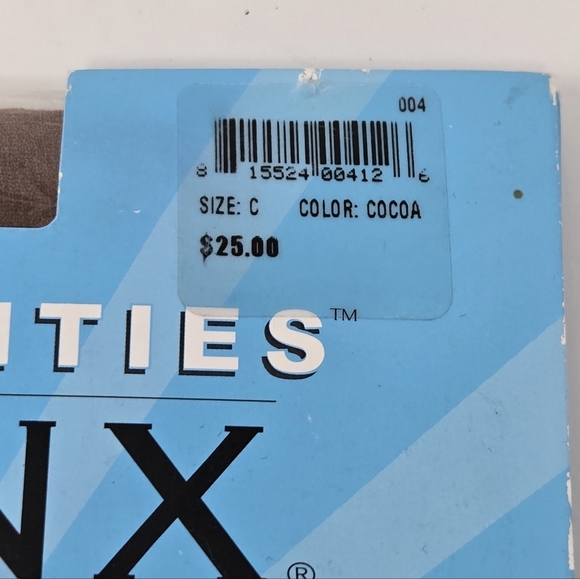 004
8 15524 00412 6
SIZE: C COLOR: COCOA
$25.00
ITIES™
NX®